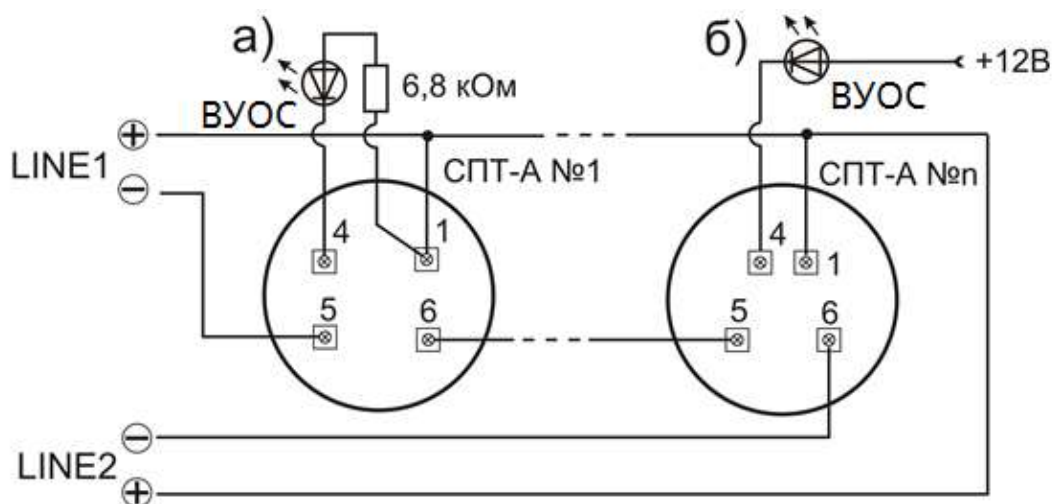 а)
б)
6,8 кОм
+12В
ВУОС
ВУОС
+
LINE1
−
СПТ-А №1
СПТ-А №n
4
1
4
1
5
6
5
6
−
LINE2
+